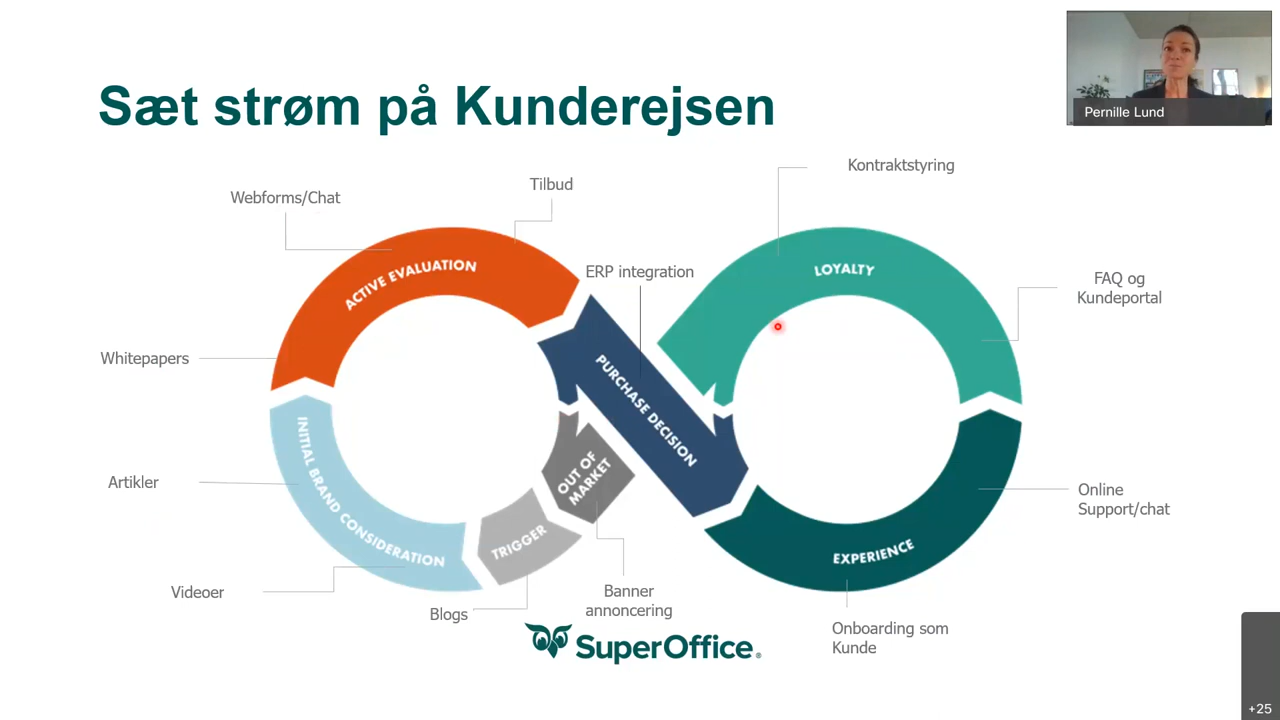 Sæt strøm på Kunderejsen
Pernille Lund
Kontraktstyring
Tilbud
Webforms/Chat
ACTIVE EVALUATION
ERP integration
LOYALTY
FAQ og
Kundeportal
Whitepapers
PURCHASE DECISION
INITIAL BRAND CONSIDERATION
OUT OF
MARKET
Artikler
Online
Support/chat
TRIGGER
EXPERIENCE
Videoer
Banner
annoncering
Blogs
Onboarding som
Kunde
SuperOffice®
+25